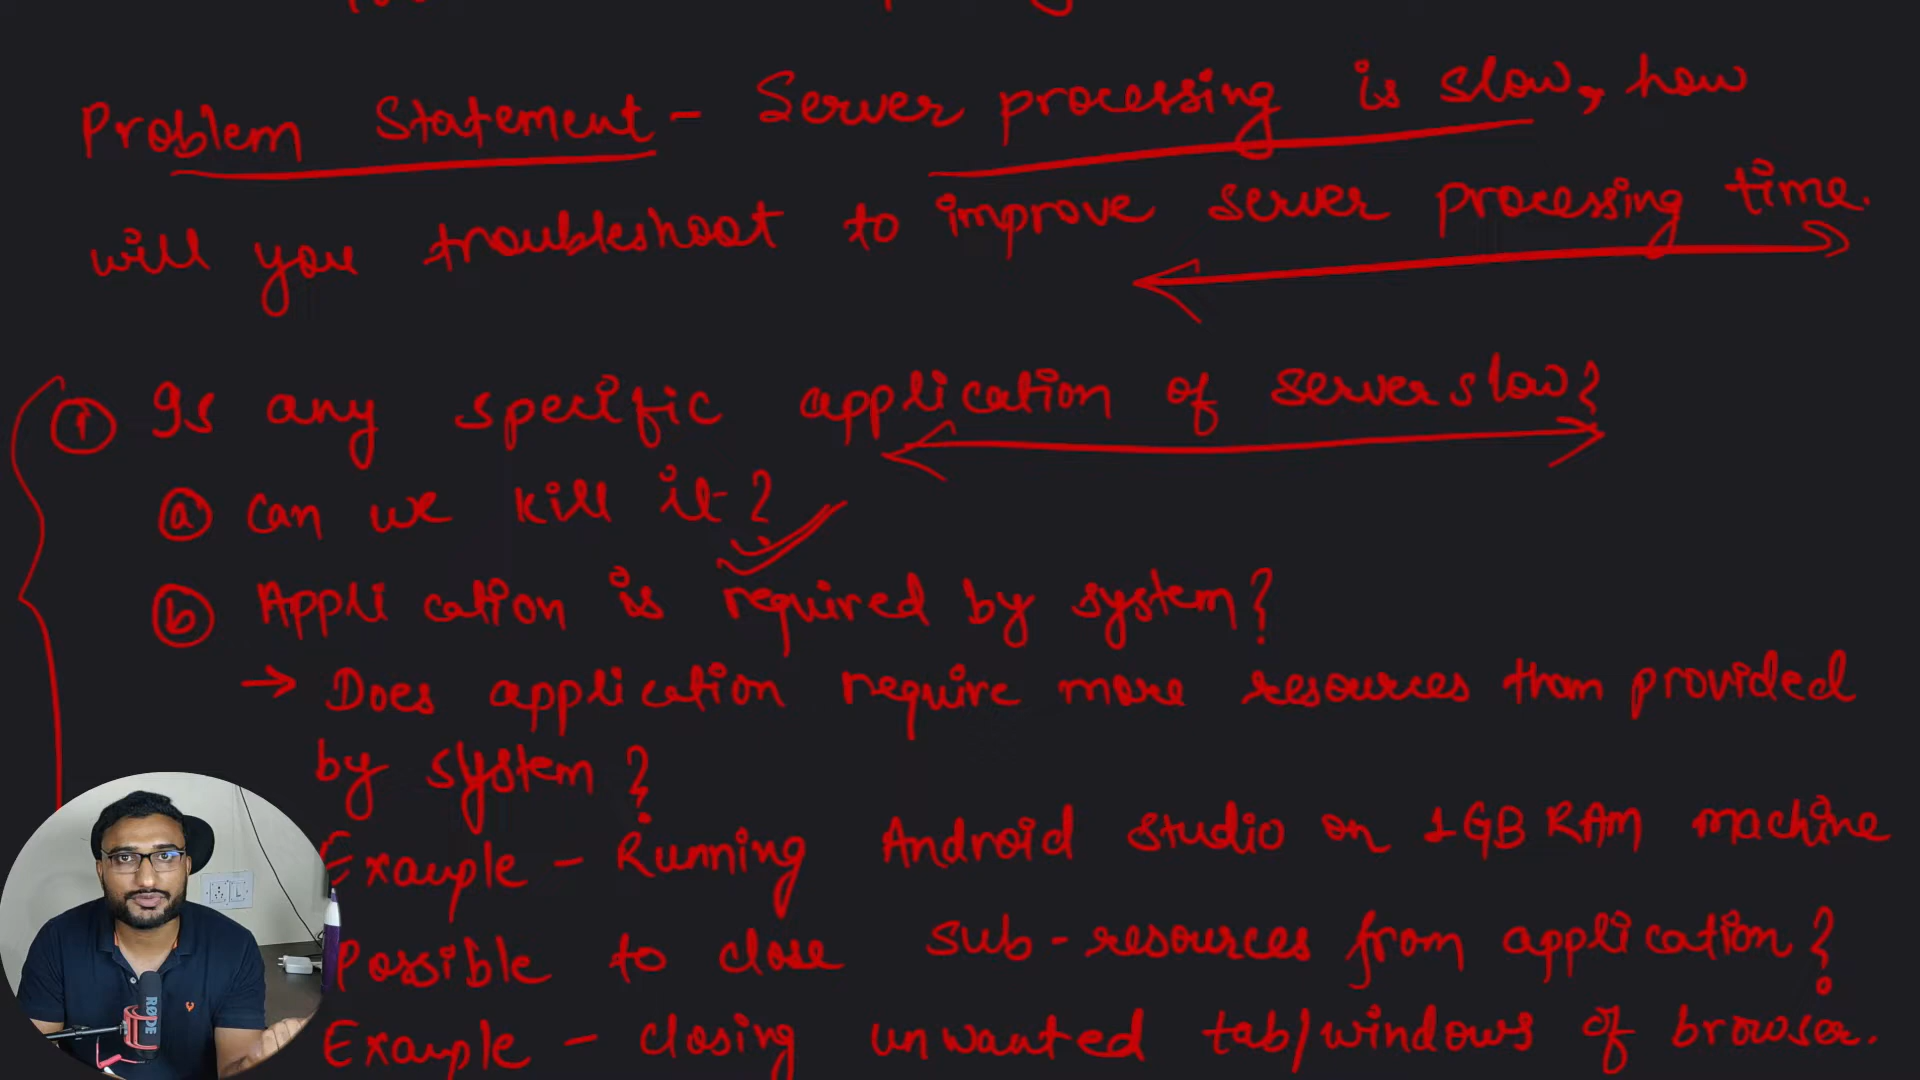 Problem Statement - Server processing is slow, how
will you troubleshoot to improve server processing time.
① Is any specific application of server slow?
ⓐ Can we kill it?
ⓑ Application is required by system?
→ Does application require more resources than provided
by system?
Example - Running Android studio on 1GB RAM machine
Possible to close sub-resources from application?
Example - closing unwanted tab/windows of browser.
RØDE